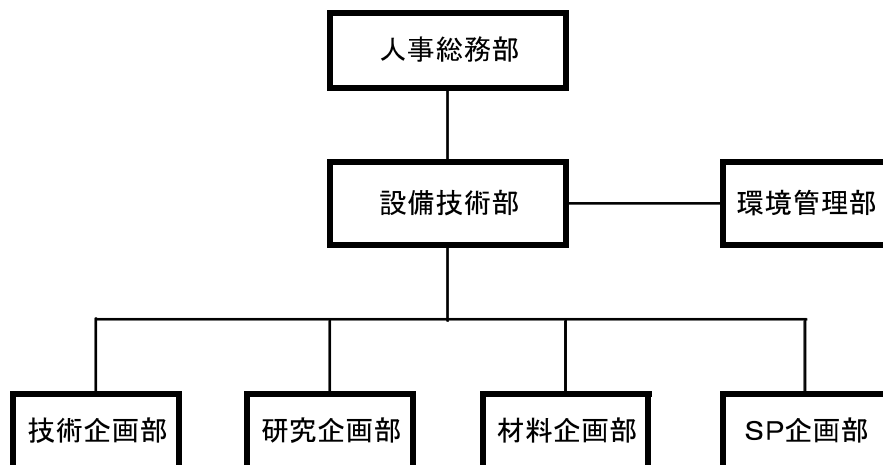 人事総務部
設備技術部
環境管理部
技術企画部
研究企画部
材料企画部
SP企画部